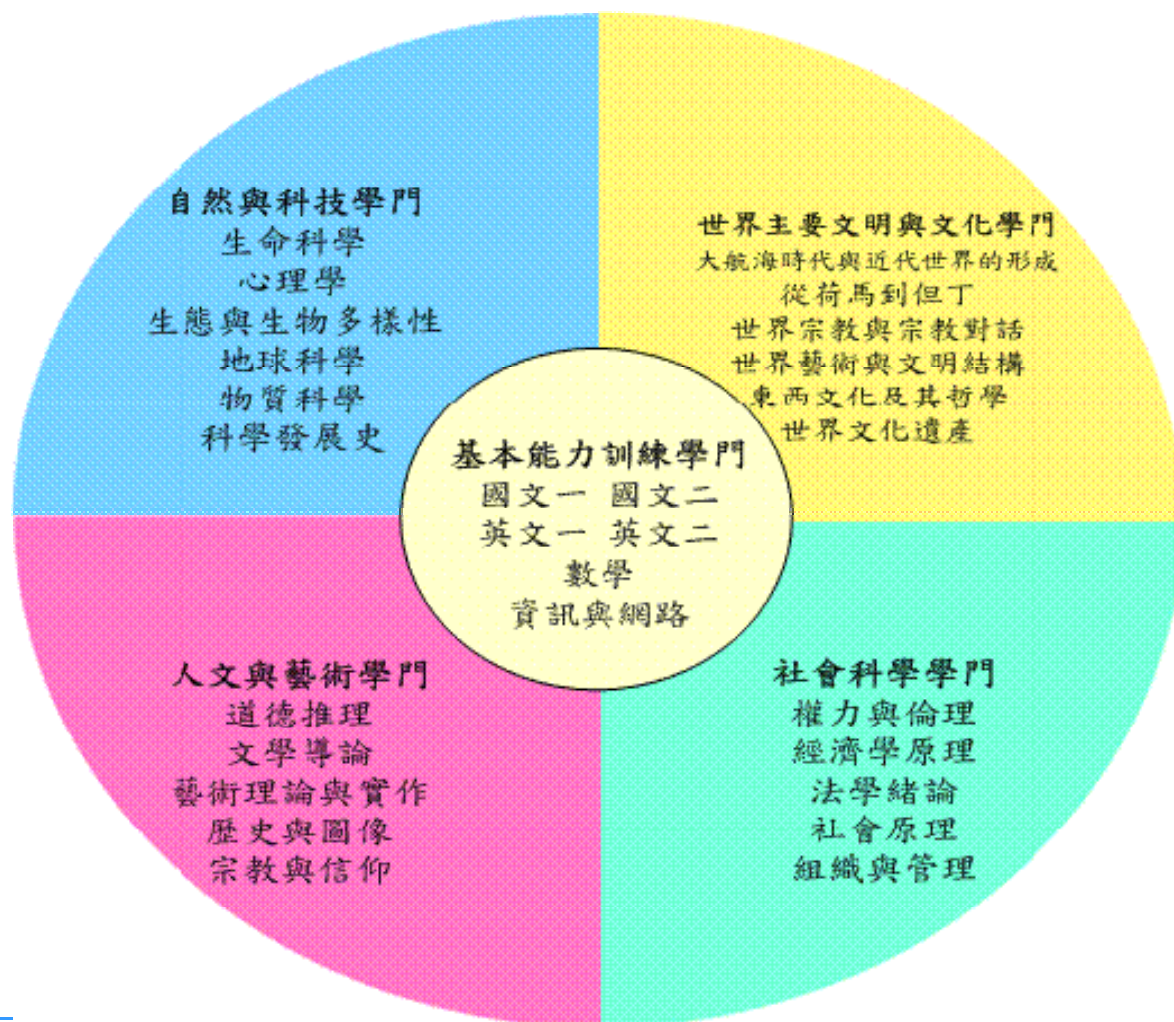 自然與科技學門
生命科學
心理學
生態與生物多樣性
地球科學
物質科學
科學發展史
世界主要文明與文化學門
大航海時代與近代世界的形成
從荷馬到但丁
世界宗教與宗教對話
世界藝術與文明結構
東西文化及其哲學
世界文化遺產
基本能力訓練學門
國文一 國文二
英文一 英文二
數學
資訊與網路
人文與藝術學門
道德推理
文學導論
藝術理論與實作
歷史與圖像
宗教與信仰
社會科學學門
權力與倫理
經濟學原理
法學緒論
社會原理
組織與管理